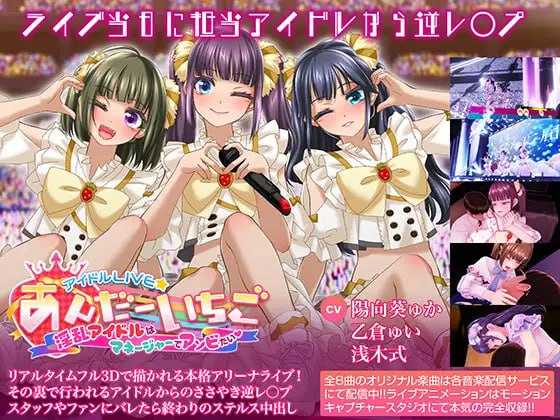 ライブ当日に担当アイドルから逆レ〇プ
アイドルLIVE★
あんだーいちご
淫乱アイドルは
マネージャーでアンビたい
CV
陽向葵ゅか
乙倉ゅい
浅木式
リアルタイムフル3Dで描かれる本格アリーナライブ!
その裏で行われるアイドルからのささやき逆レ〇プ
スタッフやファンにバレたら終わりのステルス中出し
全8曲のオリジナル楽曲は各音楽配信サービス
にて配信中!!ライブアニメーションはモーション
キャプチャースタジオにて本気の完全収録!!